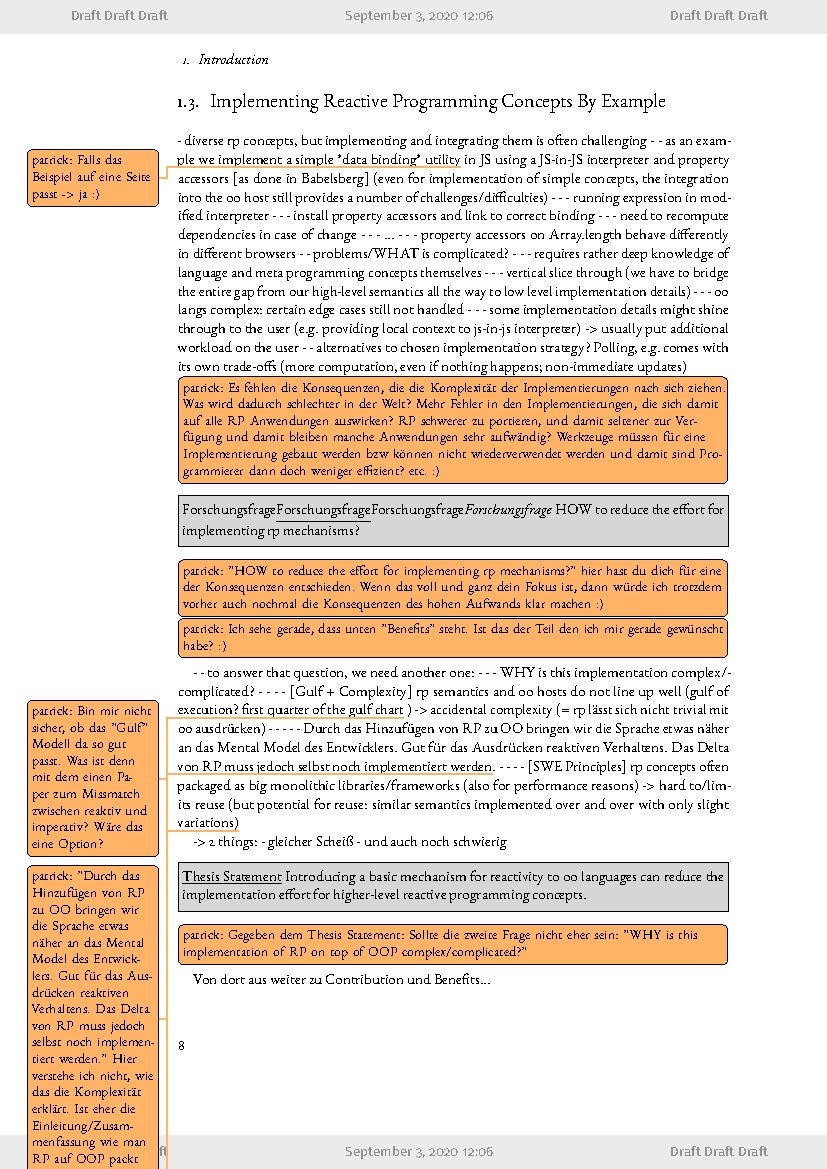 Draft Draft Draft September 3, 2020 12:06 Draft Draft Draft
1. Introduction
1.3. Implementing Reactive Programming Concepts By Example
- diverse rp concepts, but implementing and integrating them is often challenging - - as an exam-
ple we implement a simple "data binding" utility in JS using a JS-in-JS interpreter and property
accessors [as done in Babelsberg] (even for implementation of simple concepts, the integration
into the oo host still provides a number of challenges/difficulties) - - - running expression in mod-
ified interpreter - - - install property accessors and link to correct binding - - - need to recompute
dependencies in case of change - - - ... - - - property accessors on Array.length behave differently
in different browsers - - problems/WHAT is complicated? - - - requires rather deep knowledge of
language and meta programming concepts themselves - - - vertical slice through (we have to bridge
the entire gap from our high-level semantics all the way to low level implementation details) - - - oo
langs complex: certain edge cases still not handled - - - some implementation details might shine
through to the user (e.g. providing local context to js-in-js interpreter) -> usually put additional
workload on the user - - alternatives to chosen implementation strategy? Polling, e.g. comes with
its own trade-offs (more computation, even if nothing happens; non-immediate updates)
patrick: Falls das
Beispiel auf eine Seite
passt -> ja :)
patrick: Es fehlen die Konsequenzen, die die Komplexität der Implementierungen nach sich ziehen.
Was wird dadurch schlechter in der Welt? Mehr Fehler in den Implementierungen, die sich damit
auf alle RP Anwendungen auswirken? RP schwerer zu portieren, und damit seltener zur Ver-
fügung und damit bleiben manche Anwendungen sehr aufwändig? Werkzeuge müssen für eine
Implementierung gebaut werden bzw können nicht wiederverwendet werden und damit sind Pro-
grammierer dann doch weniger effizient? etc. :)
ForschungsfrageForschungsfrageForschungsfrageForschungsfrage HOW to reduce the effort for
implementing rp mechanisms?
patrick: "HOW to reduce the effort for implementing rp mechanisms?" hier hast du dich für eine
der Konsequenzen entschieden. Wenn das voll und ganz dein Fokus ist, dann würde ich trotzdem
vorher auch nochmal die Konsequenzen des hohen Aufwands klar machen :)
patrick: Ich sehe gerade, dass unten "Benefits" steht. Ist das der Teil den ich mir gerade gewünscht
habe? :)
- - to answer that question, we need another one: - - - WHY is this implementation complex/-
complicated? - - - - [Gulf + Complexity] rp semantics and oo hosts do not line up well (gulf of
execution? first quarter of the gulf chart ) -> accidental complexity (= rp lässt sich nicht trivial mit
oo ausdrücken) - - - - - Durch das Hinzufügen von RP zu OO bringen wir die Sprache etwas näher
an das Mental Model des Entwicklers. Gut für das Ausdrücken reaktiven Verhaltens. Das Delta
von RP muss jedoch selbst noch implementiert werden. - - - - [SWE Principles] rp concepts often
packaged as big monolithic libraries/frameworks (also for performance reasons) -> hard to/lim-
its reuse (but potential for reuse: similar semantics implemented over and over with only slight
variations)
-> 2 things: - gleicher Scheiß - und auch noch schwierig
patrick: Bin mir nicht
sicher, ob das "Gulf"
Modell da so gut
passt. Was ist denn
mit dem einen Pa-
per zum Missmatch
zwischen reaktiv und
imperativ? Wäre das
eine Option?
Thesis Statement Introducing a basic mechanism for reactivity to oo languages can reduce the
implementation effort for higher-level reactive programming concepts.
patrick: Gegeben dem Thesis Statement: Sollte die zweite Frage nicht eher sein: "WHY is this
implementation of RP on top of OOP complex/complicated?"
Von dort aus weiter zu Contribution und Benefits...
patrick: "Durch das
Hinzufügen von RP
zu OO bringen wir
die Sprache etwas
näher an das Mental
Model des Entwick-
lers. Gut für das Aus-
drücken reaktiven
Verhaltens. Das Delta
von RP muss jedoch
selbst noch implemen-
tiert werden." Hier
verstehe ich nicht, wie
das die Komplexität
erklärt. Ist eher die
Einleitung/Zusam-
menfassung wie man
RP auf OOP packt
8
ft September 3, 2020 12:06 Draft Draft Draft